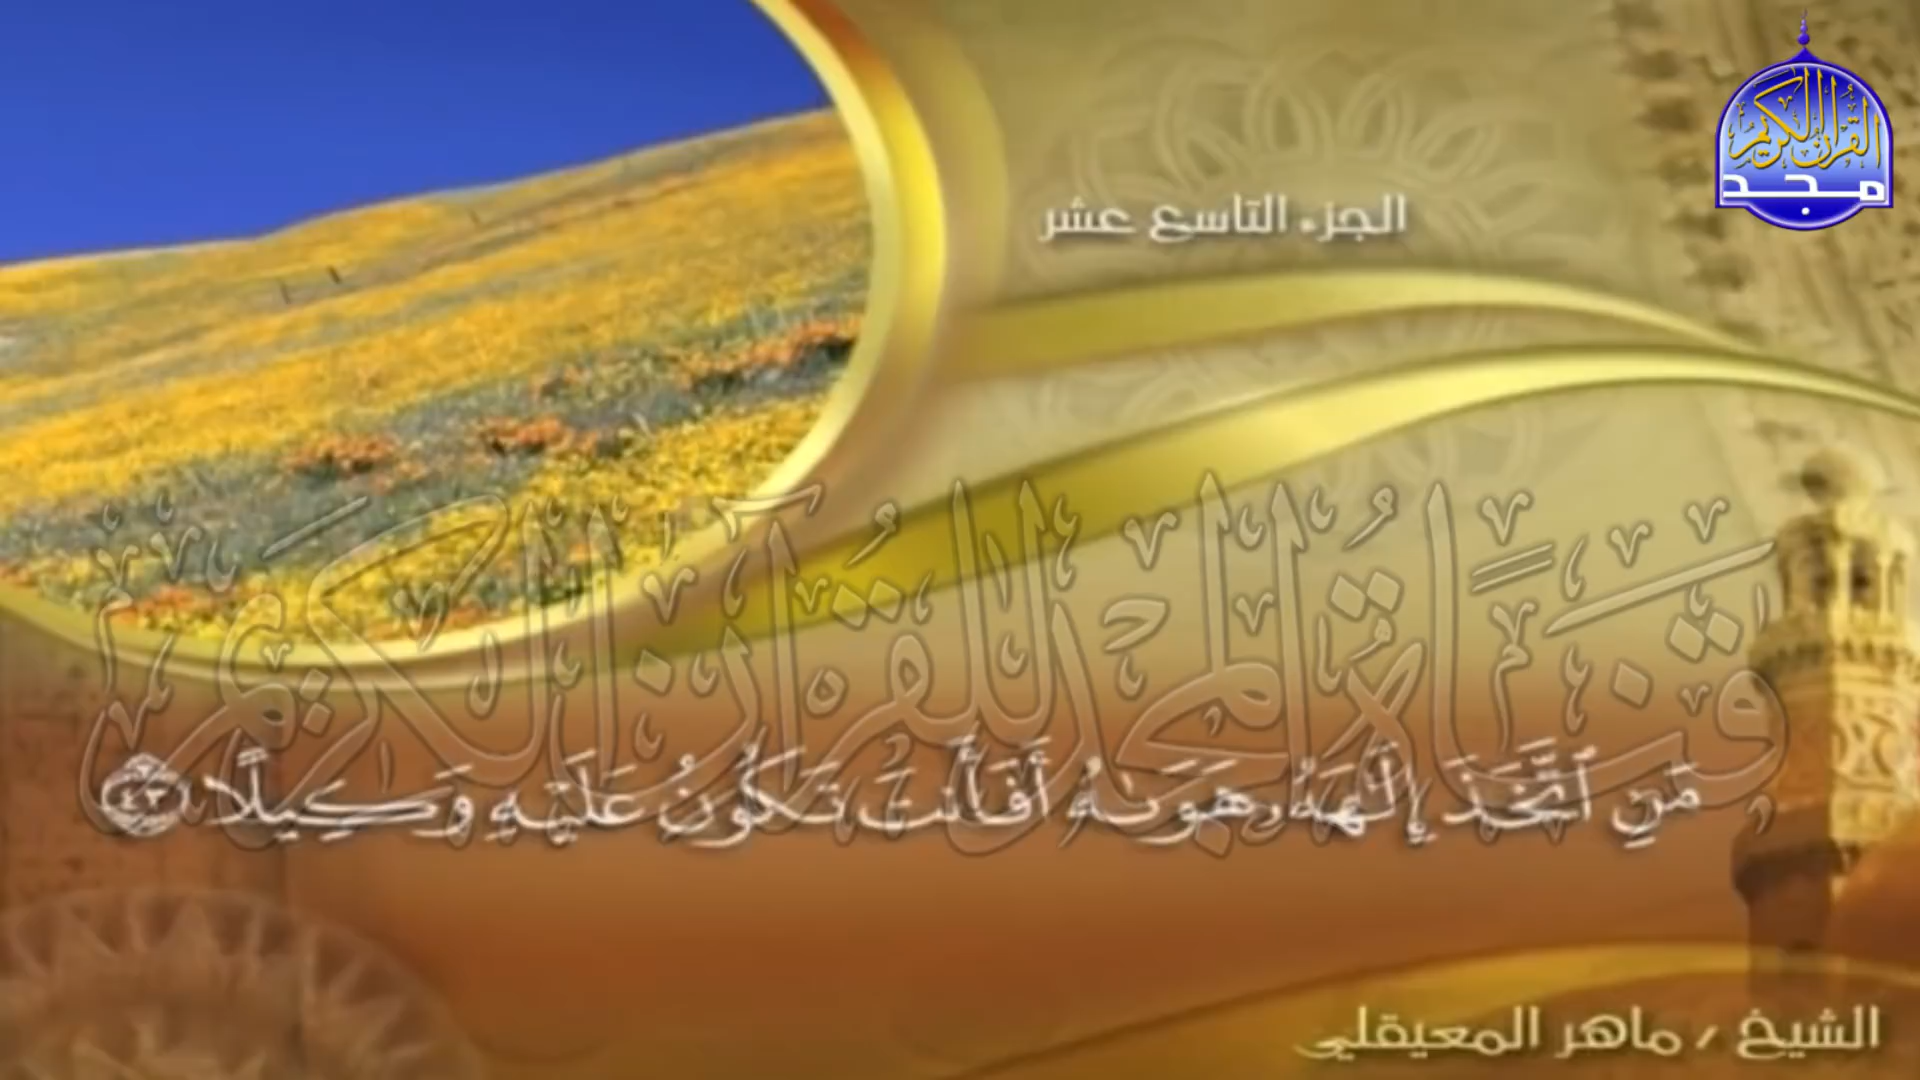 القرآن الكريم
مجد
الجزء التاسع عشر
قناة المجد للقرآن الكريم
مَنِ ٱتَّخَذَ إِلَٰهَهُۥ هَوَىٰهُ أَفَأَنتَ تَكُونُ عَلَيْهِ وَكِيلًا ٤٣
الشيخ / ماهر المعيقلي